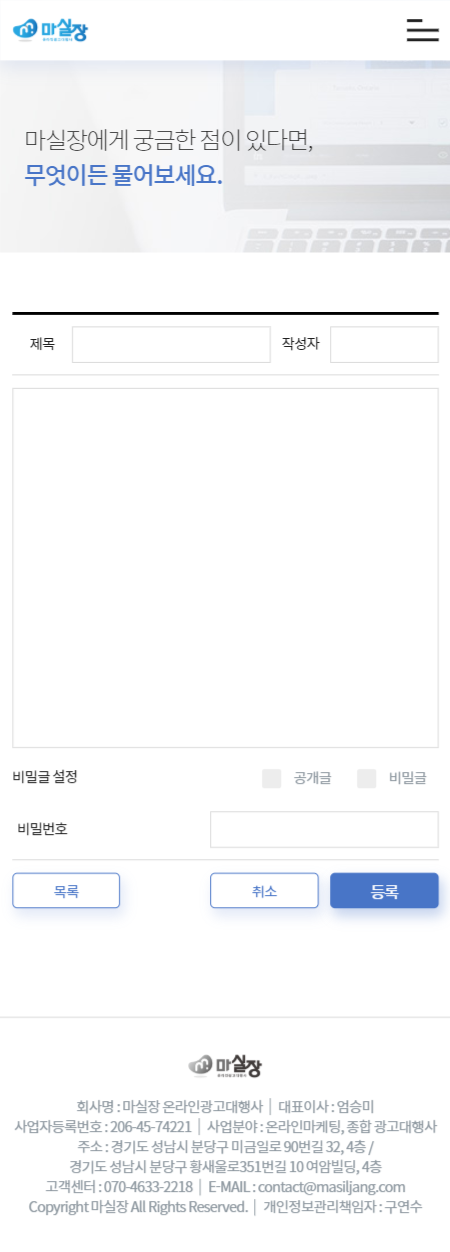 마실장
마실장에게 궁금한 점이 있다면,
무엇이든 물어보세요.
제목
작성자
비밀글 설정
공개글
비밀글
비밀번호
목록
취소
등록
마실장
회사명 : 마실장 온라인광고대행사 | 대표이사 : 엄승미
사업자등록번호 : 206-45-74221 | 사업분야 : 온라인마케팅, 종합 광고대행사
주소 : 경기도 성남시 분당구 미금일로 90번길 32, 4층 /
경기도 성남시 분당구 황새울로351번길 10 여암빌딩, 4층
고객센터 : 070-4633-2218 | E-MAIL : contact@masiljang.com
Copyright 마실장 All Rights Reserved. | 개인정보관리책임자 : 구연수